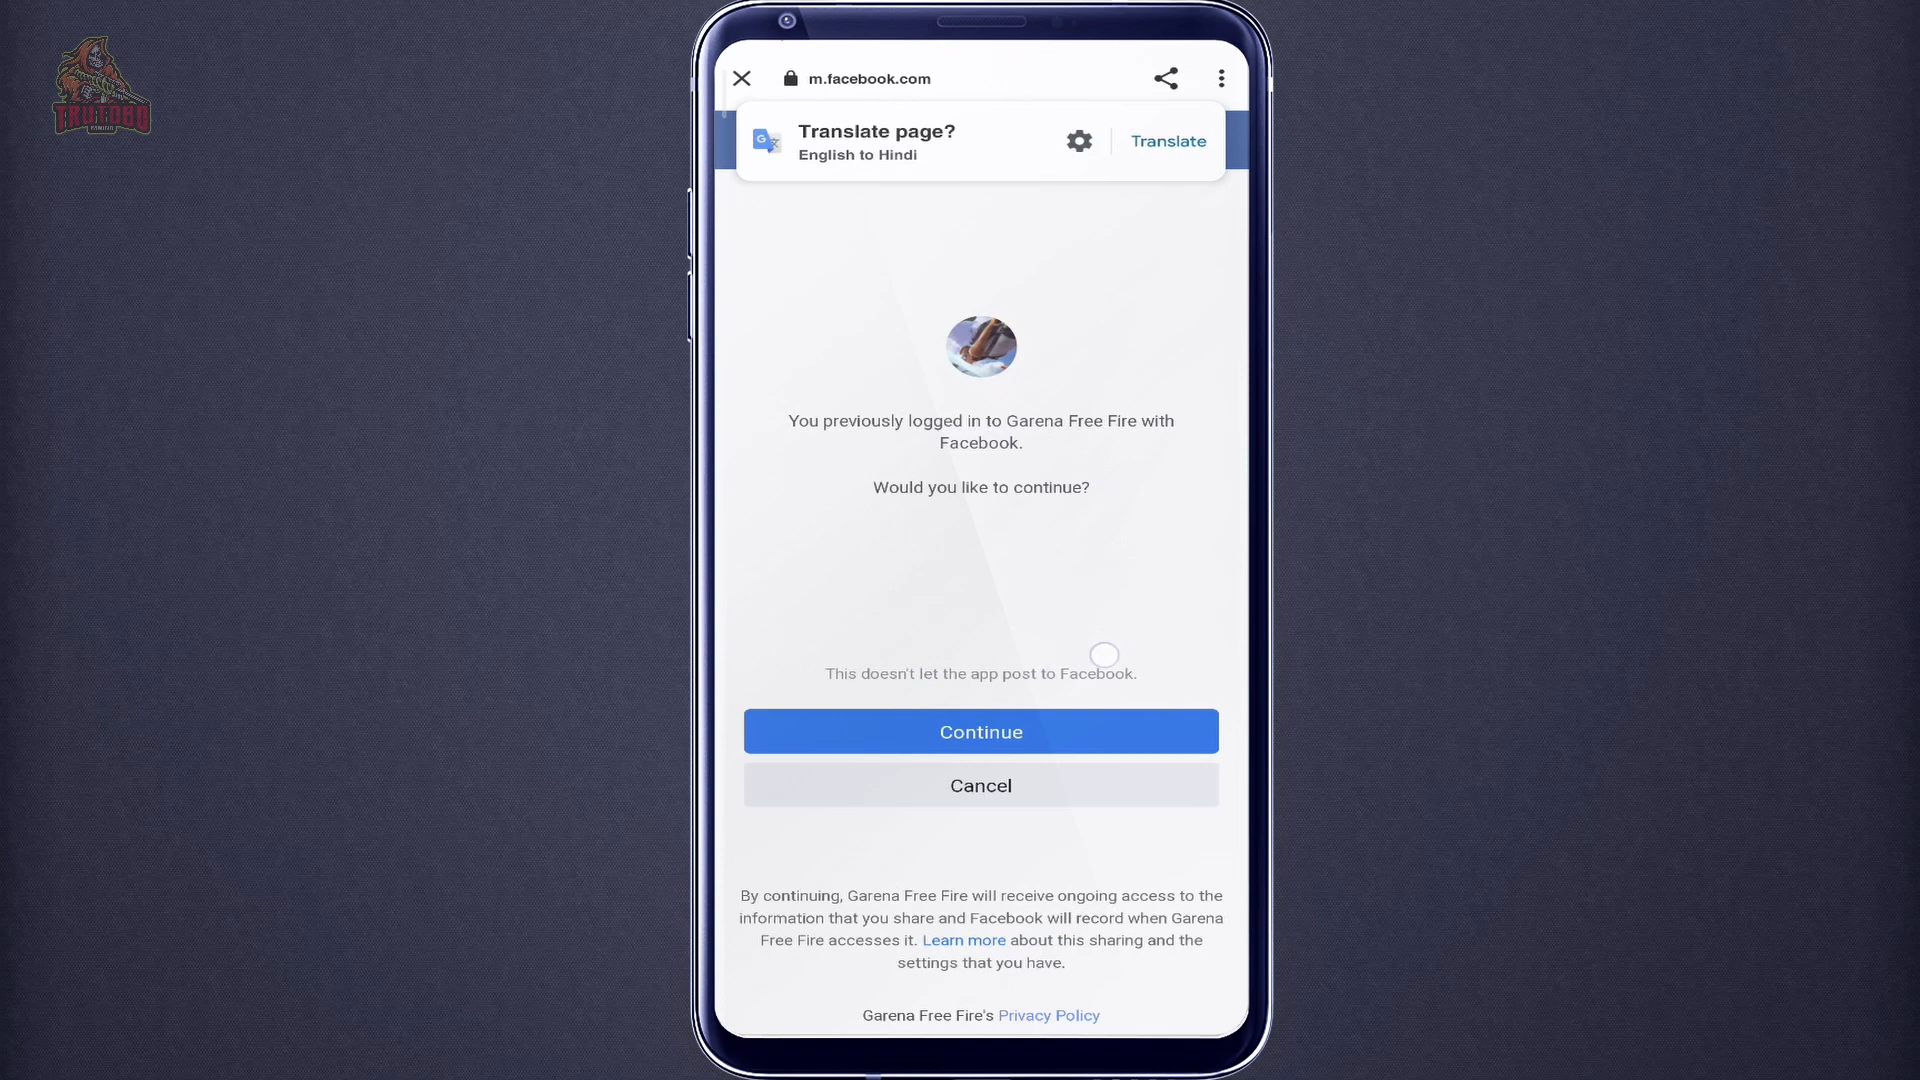 m.facebook.com
Translate page?
English to Hindi
Translate
You previously logged in to Garena Free Fire with
Facebook.
Would you like to continue?
This doesn't let the app post to Facebook.
Continue
Cancel
By continuing, Garena Free Fire will receive ongoing access to the
information that you share and Facebook will record when Garena
Free Fire accesses it. Learn more about this sharing and the
settings that you have.
Garena Free Fire's Privacy Policy